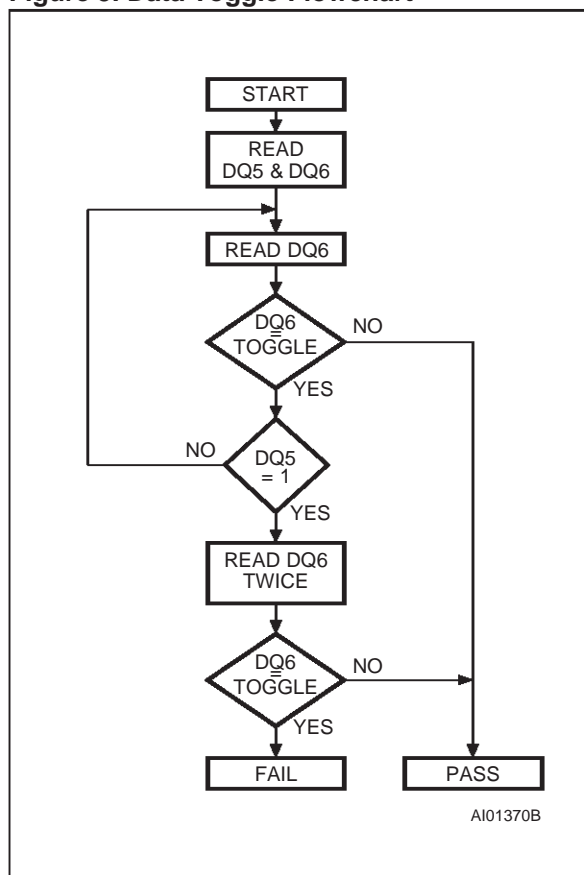 Figure Data Toggle Flowchart
START
READ
DQ5 & DQ6
READ DQ6
DQ6
=
TOGGLE
NO
YES
NO
DQ5
= 1
YES
READ DQ6
TWICE
DQ6
=
TOGGLE
NO
YES
FAIL
PASS
AI01370B